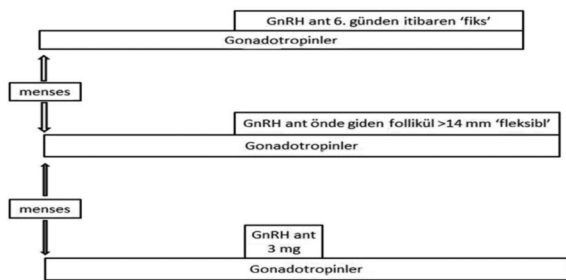 GnRH ant 6. günden itibaren ‘fiks’
Gonadotropinler
menses
GnRH ant önde giden follikül >14 mm ‘fleksibl’
Gonadotropinler
menses
GnRH ant
3 mg
Gonadotropinler